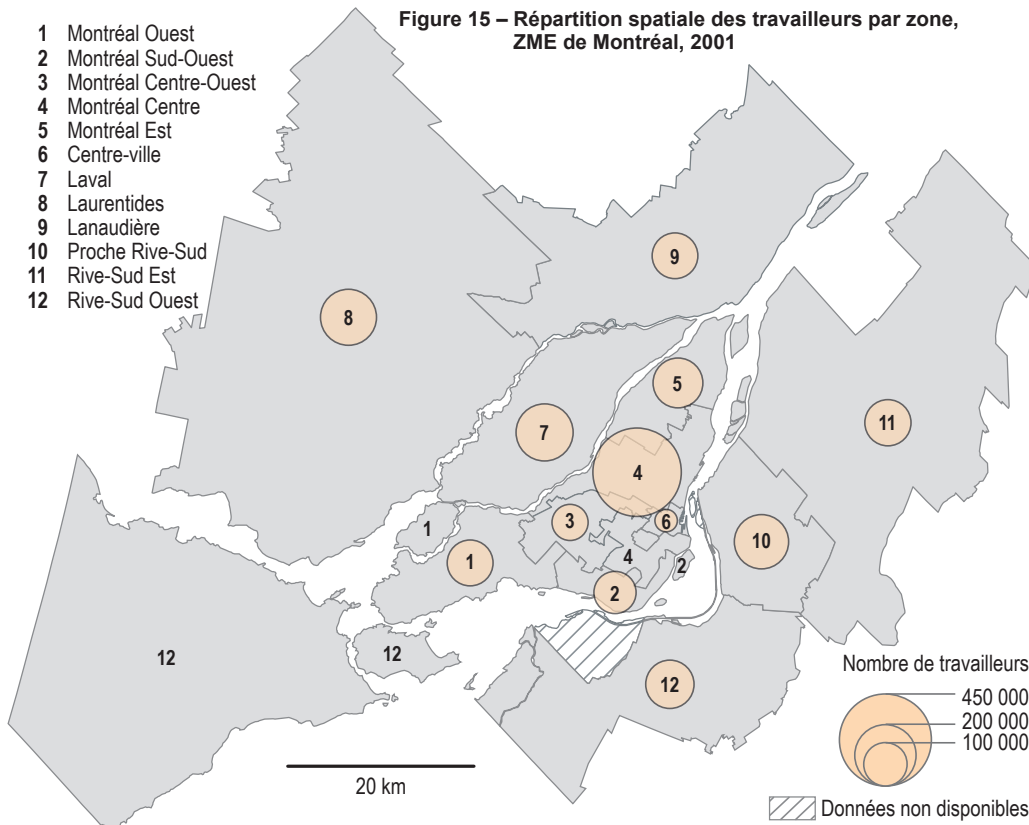 Figure 15 – Répartition spatiale des travailleurs par zone,
ZME de Montréal, 2001
1 Montréal Ouest
2 Montréal Sud-Ouest
3 Montréal Centre-Ouest
4 Montréal Centre
5 Montréal Est
6 Centre-ville
7 Laval
8 Laurentides
9 Lanaudière
10 Proche Rive-Sud
11 Rive-Sud Est
12 Rive-Sud Ouest
9
8
5
11
7
4
3
6
1
10
4
1
2
2
12
12
12
20 km
Nombre de travailleurs
450 000
200 000
100 000
Données non disponibles